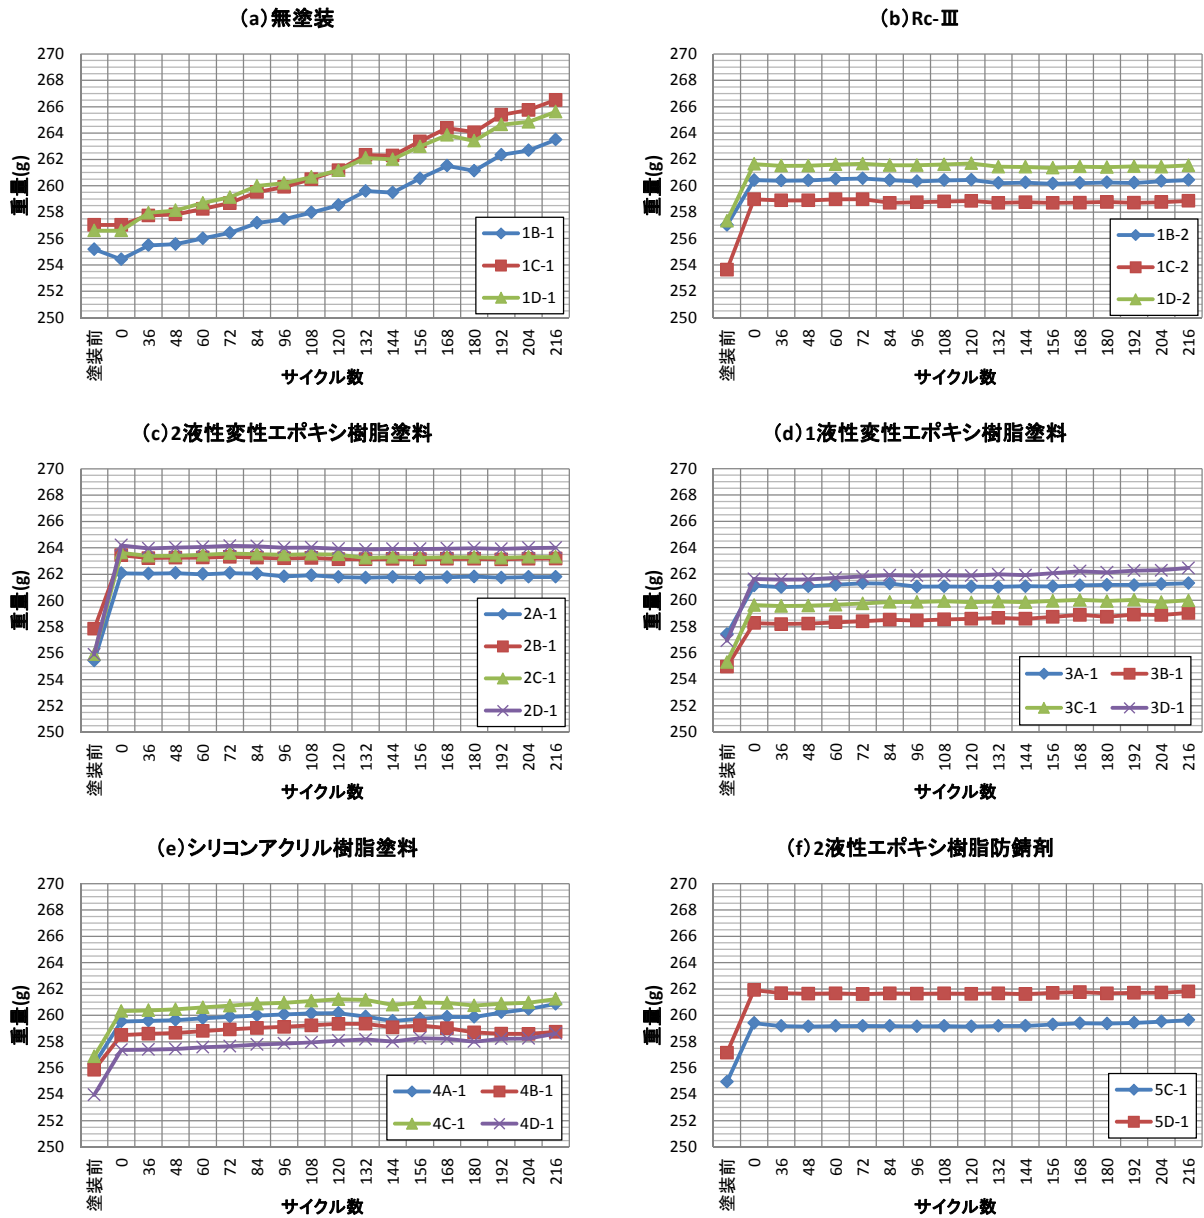 (a)無塗装
重量(g)
270
268
266
264
262
260
258
256
254
252
250
1B-1
1C-1
1D-1
塗装前 0 36 48 60 72 84 96 108 120 132 144 156 168 180 192 204 216
サイクル数
(b)Rc-Ⅲ
重量(g)
270
268
266
264
262
260
258
256
254
252
250
1B-2
1C-2
1D-2
塗装前 0 36 48 60 72 84 96 108 120 132 144 156 168 180 192 204 216
サイクル数
(c)2液性変性エポキシ樹脂塗料
重量(g)
270
268
266
264
262
260
258
256
254
252
250
2A-1
2B-1
2C-1
2D-1
塗装前 0 36 48 60 72 84 96 108 120 132 144 156 168 180 192 204 216
サイクル数
(d)1液性変性エポキシ樹脂塗料
重量(g)
270
268
266
264
262
260
258
256
254
252
250
3A-1 3B-1
3C-1 3D-1
塗装前 0 36 48 60 72 84 96 108 120 132 144 156 168 180 192 204 216
サイクル数
(e)シリコンアクリル樹脂塗料
重量(g)
270
268
266
264
262
260
258
256
254
252
250
4A-1 4B-1
4C-1 4D-1
塗装前 0 36 48 60 72 84 96 108 120 132 144 156 168 180 192 204 216
サイクル数
(f)2液性エポキシ樹脂防錆剤
重量(g)
270
268
266
264
262
260
258
256
254
252
250
5C-1
5D-1
塗装前 0 36 48 60 72 84 96 108 120 132 144 156 168 180 192 204 216
サイクル数